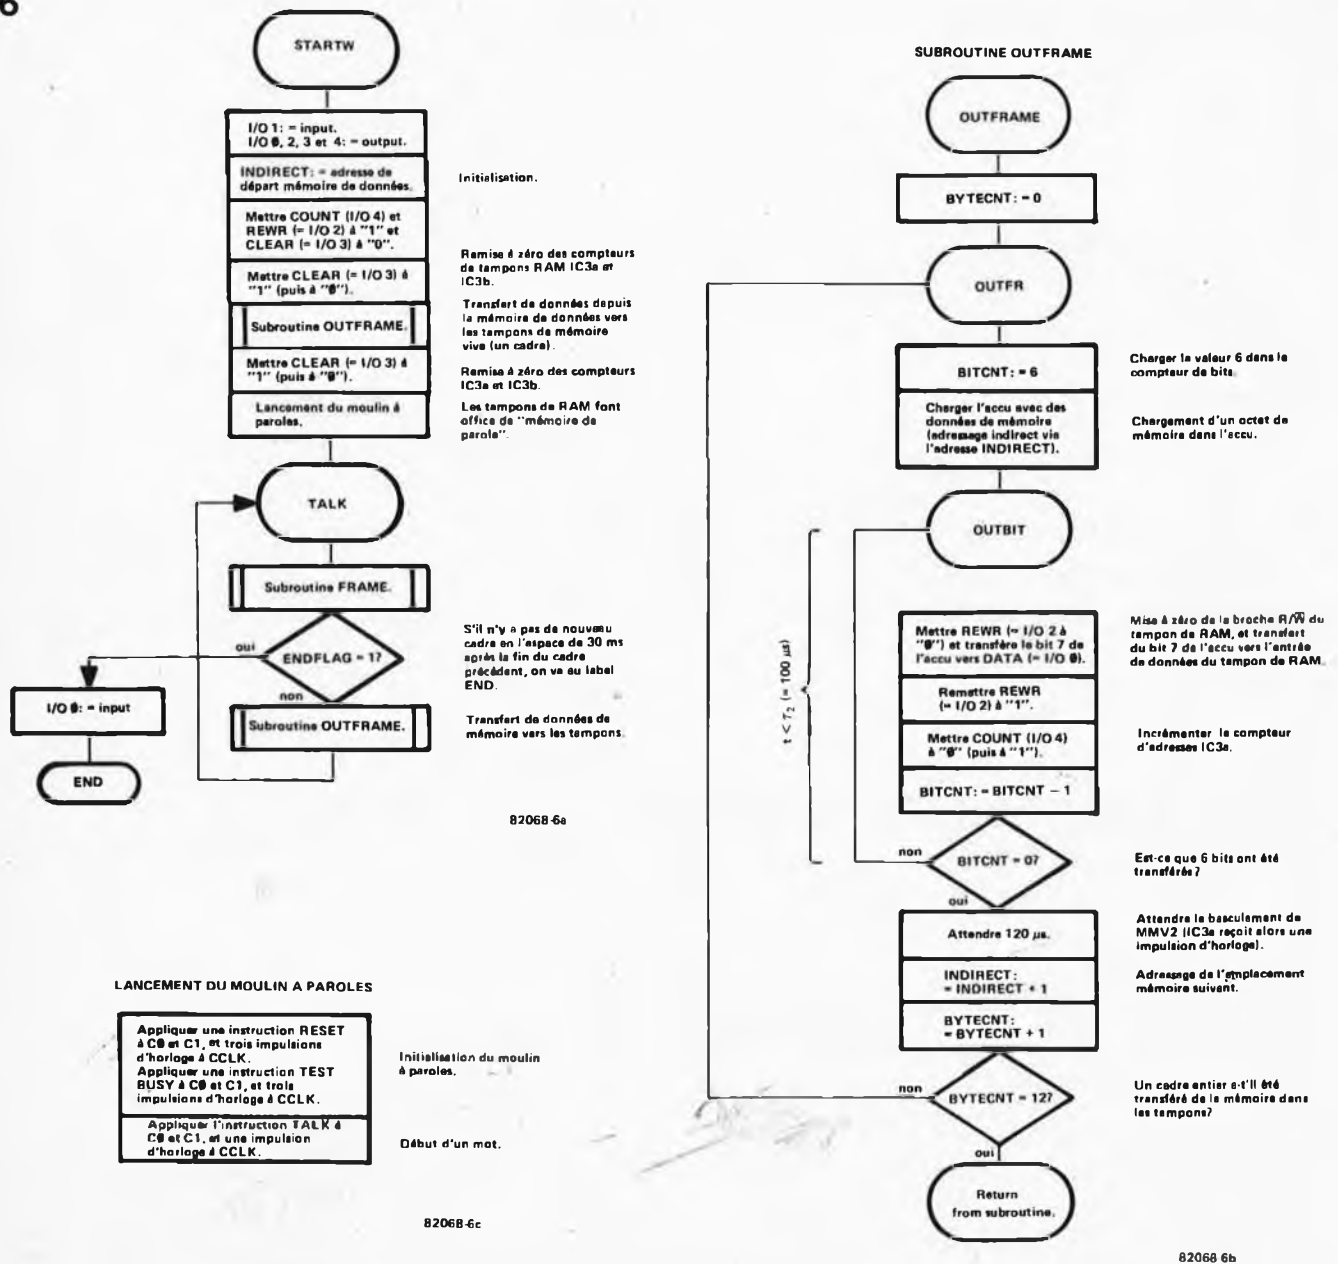 6
STARTW
I/O 1: = input.
I/O 0, 2, 3 et 4: = output.
INDIRECT: = adresse de
départ mémoire de données.
Initialisation.
Mettre COUNT (I/O 4) et
REWR (= I/O 2) à "1" et
CLEAR (= I/O 3) à "0".
Mettre CLEAR (= I/O 3) à
"1" (puis à "0").
Remise à zéro des compteurs
de tampons RAM IC3a et
IC3b.
Subroutine OUTFRAME.
Transfert de données depuis
la mémoire de données vers
les tampons de mémoire
vive (un cadre).
Mettre CLEAR (= I/O 3) à
"1" (puis à "0").
Remise à zéro des compteurs
IC3a et IC3b.
Lancement du moulin à
paroles.
Les tampons de RAM font
office de "mémoire de
parole".
TALK
Subroutine FRAME.
oui
ENDFLAG = 1?
non
S'il n'y a pas de nouveau
cadre en l'espace de 30 ms
après la fin du cadre
précédent, on va au label
END.
I/O 0: = input
Subroutine OUTFRAME.
Transfert de données de
mémoire vers les tampons.
END
82068-6a
LANCEMENT DU MOULIN A PAROLES
Appliquer une instruction RESET
à C0 et C1, et trois impulsions
d'horloge à CCLK.
Appliquer une instruction TEST
BUSY à C0 et C1, et trois
impulsions d'horloge à CCLK.
Initialisation du moulin
à paroles.
Appliquer l'instruction TALK à
C0 et C1, et une impulsion
d'horloge à CCLK.
Début d'un mot.
82068-6c
SUBROUTINE OUTFRAME
OUTFRAME
BYTECNT: = 0
OUTFR
BITCNT: = 6
Charger la valeur 6 dans le
compteur de bits.
Charger l'accu avec des
données de mémoire
(adressage indirect via
l'adresse INDIRECT).
Chargement d'un octet de
mémoire dans l'accu.
OUTBIT
t < T2 (= 100 µs)
Mettre REWR (= I/O 2 à
"0") et transfère le bit 7 de
l'accu vers DATA (= I/O 0).
Mise à zéro de la broche R/W̅ du
tampon de RAM, et transfert
du bit 7 de l'accu vers l'entrée
de données du tampon de RAM.
Remettre REWR
(= I/O 2) à "1".
Mettre COUNT (I/O 4)
à "0" (puis à "1").
Incrémenter le compteur
d'adresses IC3a.
BITCNT: = BITCNT − 1
non
BITCNT = 0?
oui
Est-ce que 6 bits ont été
transférés?
Attendre 120 µs.
Attendre le basculement de
MMV2 (IC3a reçoit alors une
impulsion d'horloge).
INDIRECT:
= INDIRECT + 1
Adressage de l'emplacement
mémoire suivant.
BYTECNT:
= BYTECNT + 1
non
BYTECNT = 12?
oui
Un cadre entier a-t'il été
transféré de la mémoire dans
les tampons?
Return
from subroutine.
82068 6b